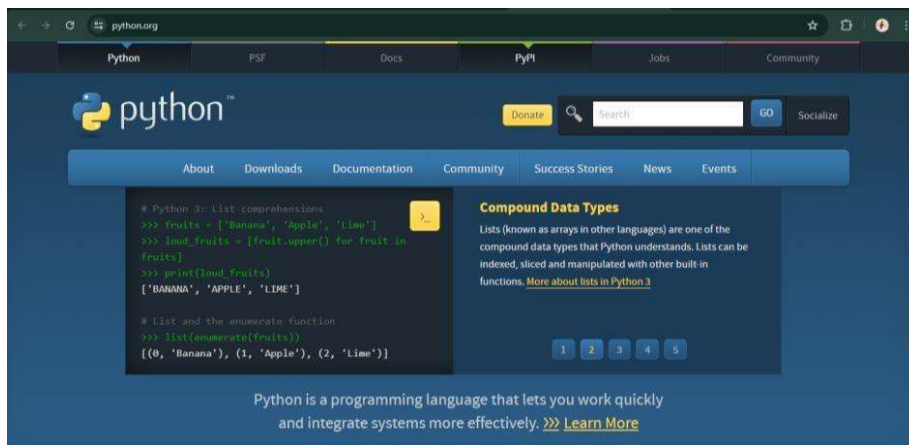 python.org
Python PSF Docs PyPI Jobs Community
python™
Donate Search GO Socialize
About Downloads Documentation Community Success Stories News Events
# Python 3: List comprehensions
>>> fruits = ['Banana', 'Apple', 'Lime']
>>> loud_fruits = [fruit.upper() for fruit in
fruits]
>>> print(loud_fruits)
['BANANA', 'APPLE', 'LIME']
# List and the enumerate function
>>> list(enumerate(fruits))
[(0, 'Banana'), (1, 'Apple'), (2, 'Lime')]
>_
Compound Data Types
Lists (known as arrays in other languages) are one of the
compound data types that Python understands. Lists can be
indexed, sliced and manipulated with other built-in
functions. More about lists in Python 3
1 2 3 4 5
Python is a programming language that lets you work quickly
and integrate systems more effectively. >>> Learn More